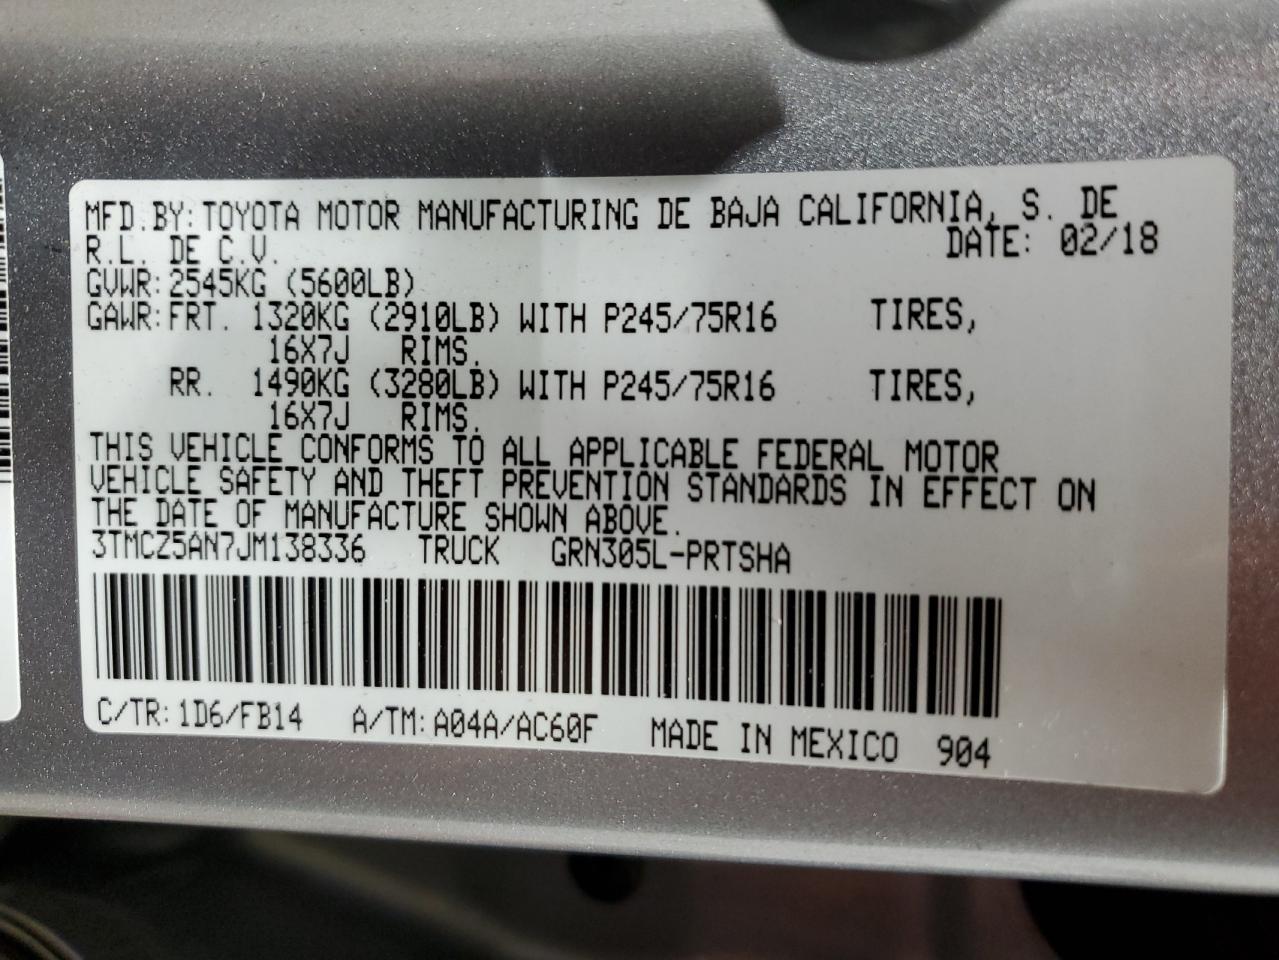 MFD.BY:TOYOTA MOTOR MANUFACTURING DE BAJA CALIFORNIA, S. DE
R.L. DE C.V. DATE: 02/18
GVWR:2545KG (5600LB)
GAWR:FRT. 1320KG (2910LB) WITH P245/75R16 TIRES,
16X7J RIMS.
RR. 1490KG (3280LB) WITH P245/75R16 TIRES,
16X7J RIMS.
THIS VEHICLE CONFORMS TO ALL APPLICABLE FEDERAL MOTOR
VEHICLE SAFETY AND THEFT PREVENTION STANDARDS IN EFFECT ON
THE DATE OF MANUFACTURE SHOWN ABOVE.
3TMCZ5AN7JM138336 TRUCK GRN305L-PRTSHA
C/TR:1D6/FB14 A/TM:A04A/AC60F MADE IN MEXICO 904